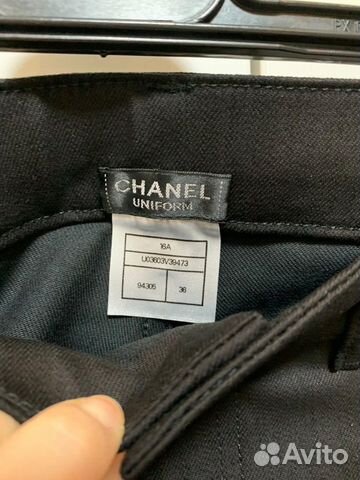 CHANEL
UNIFORM
16A
U03603V39473
94305 36
Avito